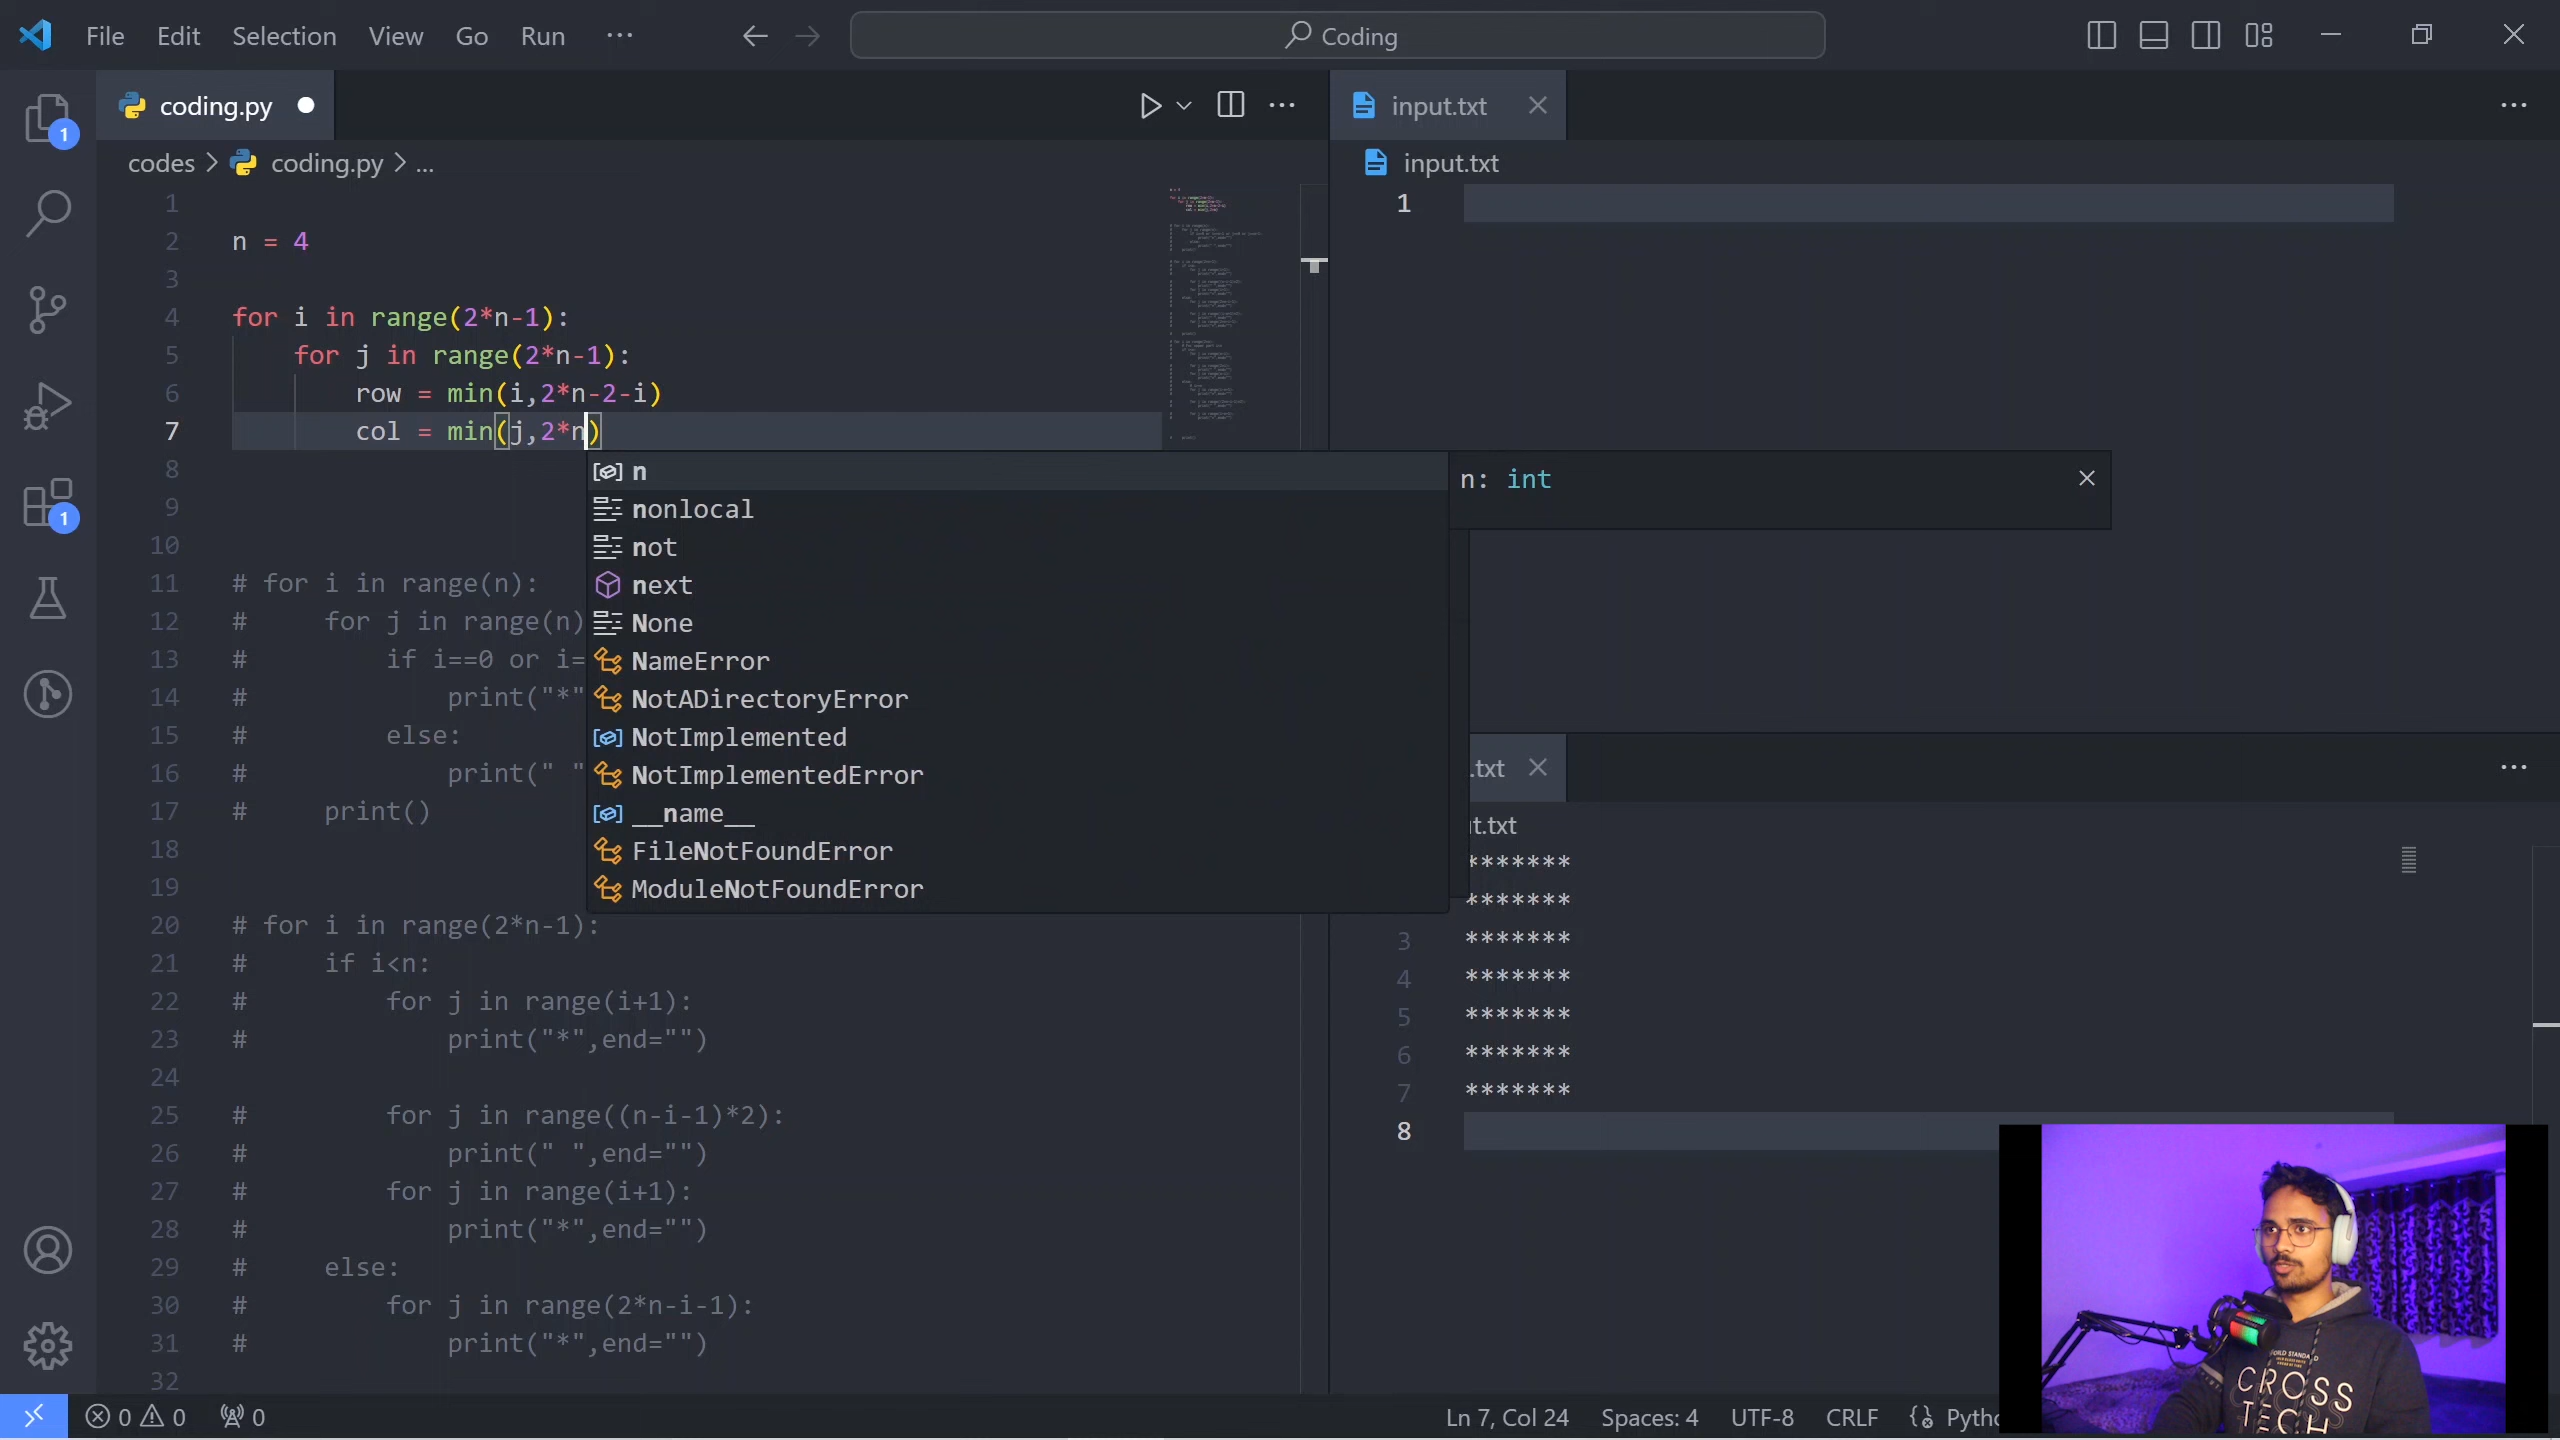 File Edit Selection View Go Run ... Coding
coding.py
input.txt
codes > coding.py > ...
input.txt
1
2 n = 4
3
4 for i in range(2*n-1):
5 for j in range(2*n-1):
6 row = min(i,2*n-2-i)
7 col = min(j,2*n)
8
9
10
11 # for i in range(n):
12 # for j in range(n)
13 # if i==0 or i=
14 # print("*"
15 # else:
16 # print(" "
17 # print()
18
19
20 # for i in range(2*n-1):
21 # if i<n:
22 # for j in range(i+1):
23 # print("*",end="")
24
25 # for j in range((n-i-1)*2):
26 # print(" ",end="")
27 # for j in range(i+1):
28 # print("*",end="")
29 # else:
30 # for j in range(2*n-i-1):
31 # print("*",end="")
32
n
nonlocal
not
next
None
NameError
NotADirectoryError
NotImplemented
NotImplementedError
__name__
FileNotFoundError
ModuleNotFoundError
n: int
1
.txt
t.txt
*******
*******
3 *******
4 *******
5 *******
6 *******
7 *******
8
1
1
0 0 0
Ln 7, Col 24 Spaces: 4 UTF-8 CRLF Pytho
WORLD STANDARD
CROSS
TECH